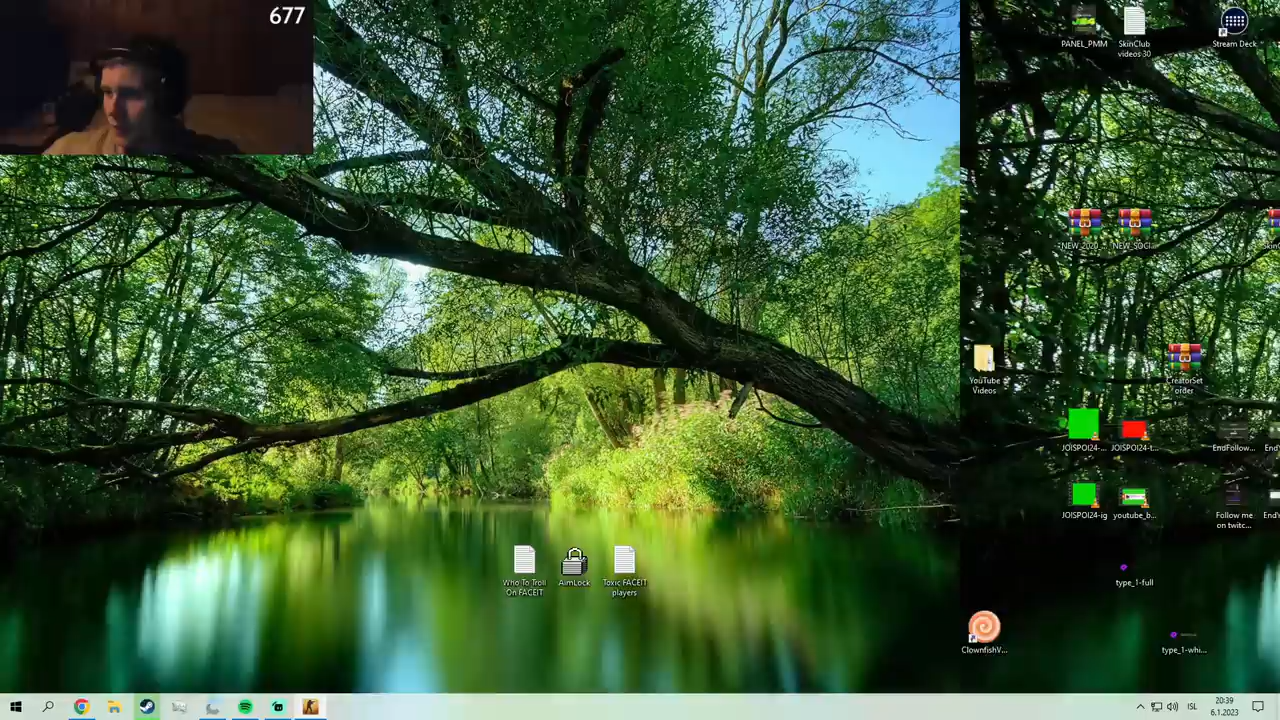 677
PANEL_PMM
SkinClub
videos 30
Stream Deck
NEW_2020...
NEW_SOCI...
YouTube
Videos
CreatorSet
order
JOISPOI24-...
JOISPOI24-t...
EndFollow...
JOISPOI24-ig
youtube_b...
Follow me
on twitc...
Who To Troll
On FACEIT
AimLock
Toxic FACEIT
players
type_1-full
ClownfishV...
type_1-whi...
ISL
20:39
6.1.2023